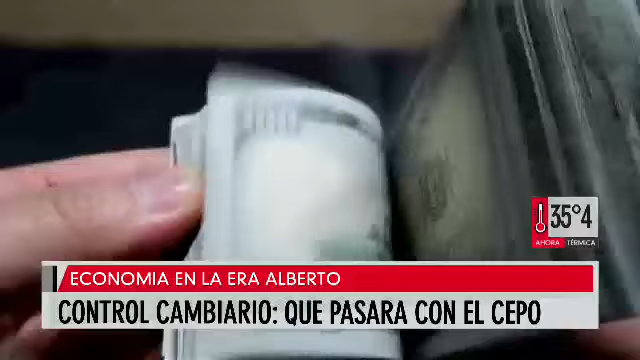 35°4
AHORA TÉRMICA
ECONOMIA EN LA ERA ALBERTO
CONTROL CAMBIARIO: QUE PASARA CON EL CEPO